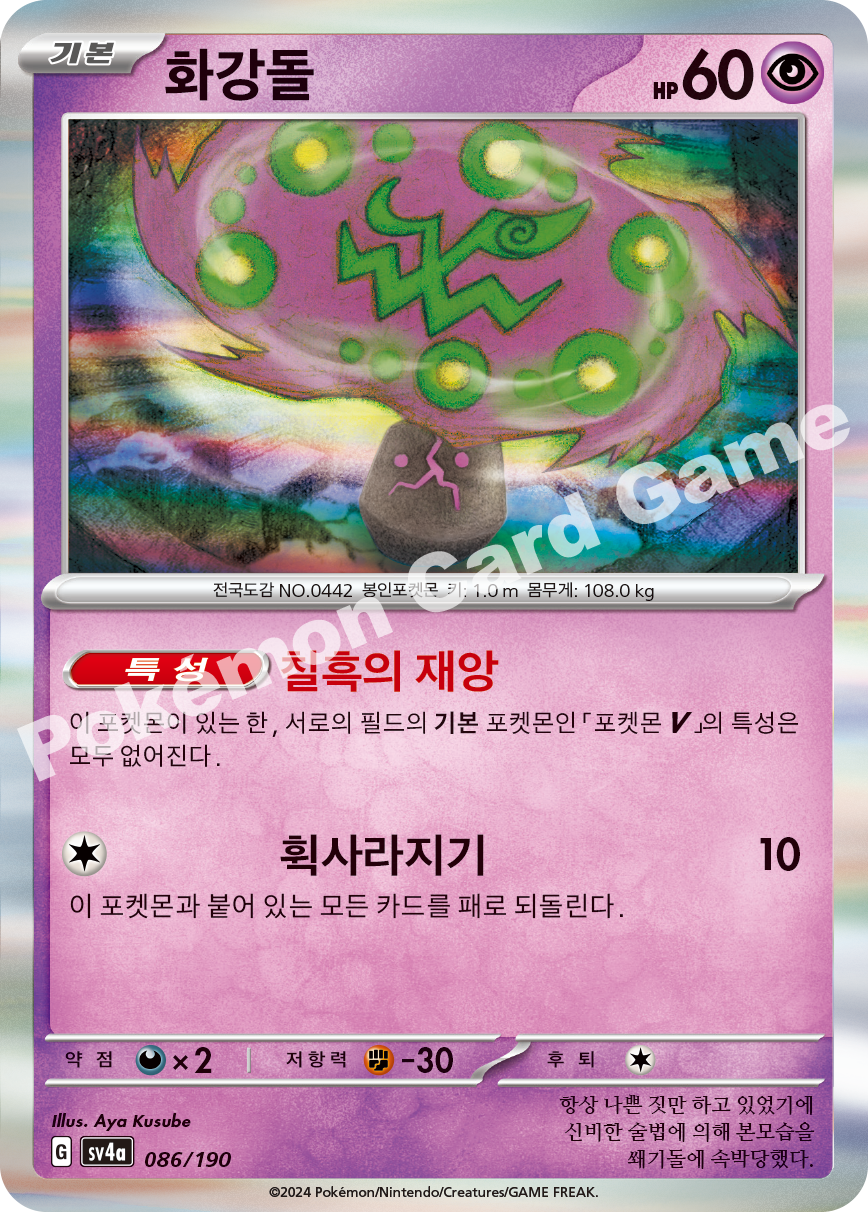 기본 화강돌 HP 60
전국도감 NO.0442 봉인포켓몬 키: 1.0 m 몸무게: 108.0 kg
특성 칠흑의 재앙
이 포켓몬이 있는 한, 서로의 필드의 기본 포켓몬인 「포켓몬 V」의 특성은
모두 없어진다.
휙사라지기 10
이 포켓몬과 붙어 있는 모든 카드를 패로 되돌린다.
약점 ×2 저항력 -30 후퇴
항상 나쁜 짓만 하고 있었기에
신비한 술법에 의해 본모습을
쐐기돌에 속박당했다.
Illus. Aya Kusube
G sv4a 086/190
©2024 Pokémon/Nintendo/Creatures/GAME FREAK.
Pokémon Card Game